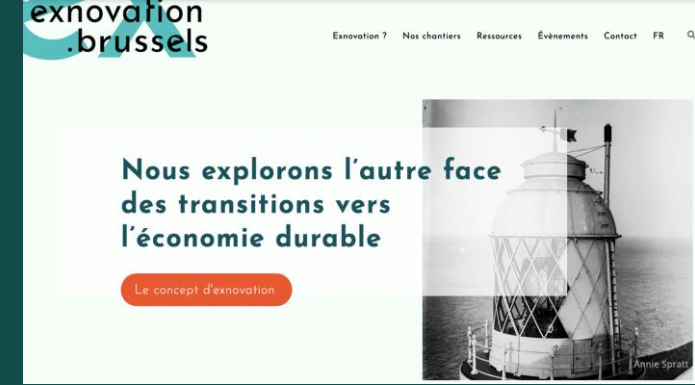 exnovation
.brussels
Exnovation ? Nos chantiers Ressources Évènements Contact FR
Nous explorons l'autre face
des transitions vers
l'économie durable
Le concept d'exnovation
Annie Spratt